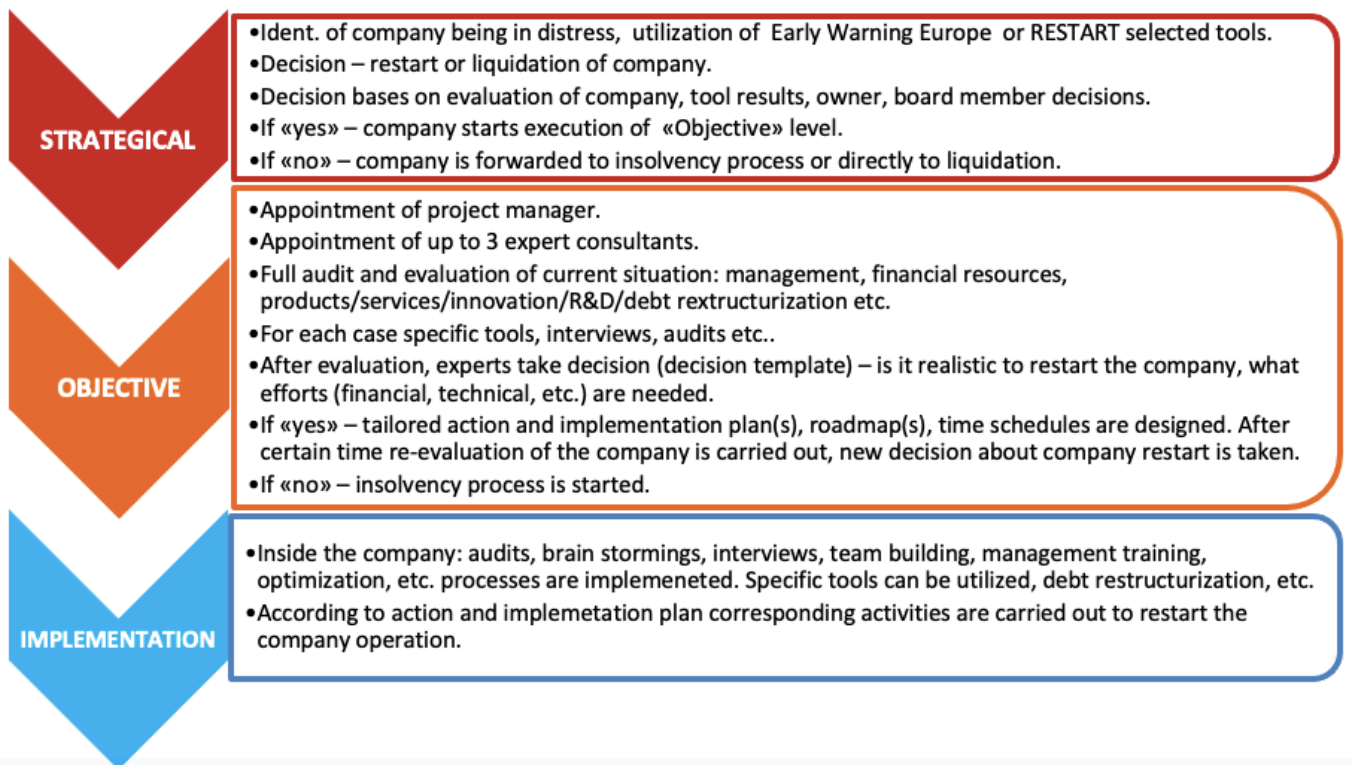 STRATEGICAL
•Ident. of company being in distress,  utilization of  Early Warning Europe  or RESTART selected tools.
•Decision – restart or liquidation of company.
•Decision bases on evaluation of company, tool results, owner, board member decisions.
•If «yes» – company starts execution of  «Objective» level.
•If «no» – company is forwarded to insolvency process or directly to liquidation.
OBJECTIVE
•Appointment of project manager.
•Appointment of up to 3 expert consultants.
•Full audit and evaluation of current situation: management, financial resources,
products/services/innovation/R&D/debt rextructurization etc.
•For each case specific tools, interviews, audits etc..
•After evaluation, experts take decision (decision template) – is it realistic to restart the company, what
efforts (financial, technical, etc.) are needed.
•If «yes» – tailored action and implementation plan(s), roadmap(s), time schedules are designed. After
certain time re-evaluation of the company is carried out, new decision about company restart is taken.
•If «no» – insolvency process is started.
IMPLEMENTATION
•Inside the company: audits, brain stormings, interviews, team building, management training,
optimization, etc. processes are implemeneted. Specific tools can be utilized, debt restructurization, etc.
•According to action and implemetation plan corresponding activities are carried out to restart the
company operation.